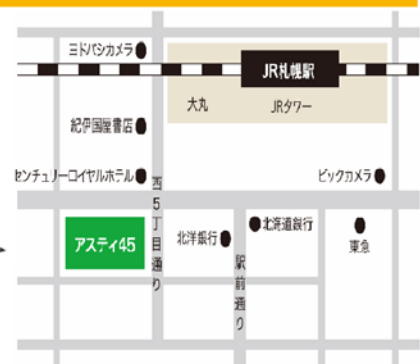 ヨドバシカメラ
JR札幌駅
大丸
JRタワー
紀伊国屋書店
センチュリーロイヤルホテル
ビックカメラ
西5丁目通り
アスティ45
北洋銀行
北海道銀行
東急
駅前通り